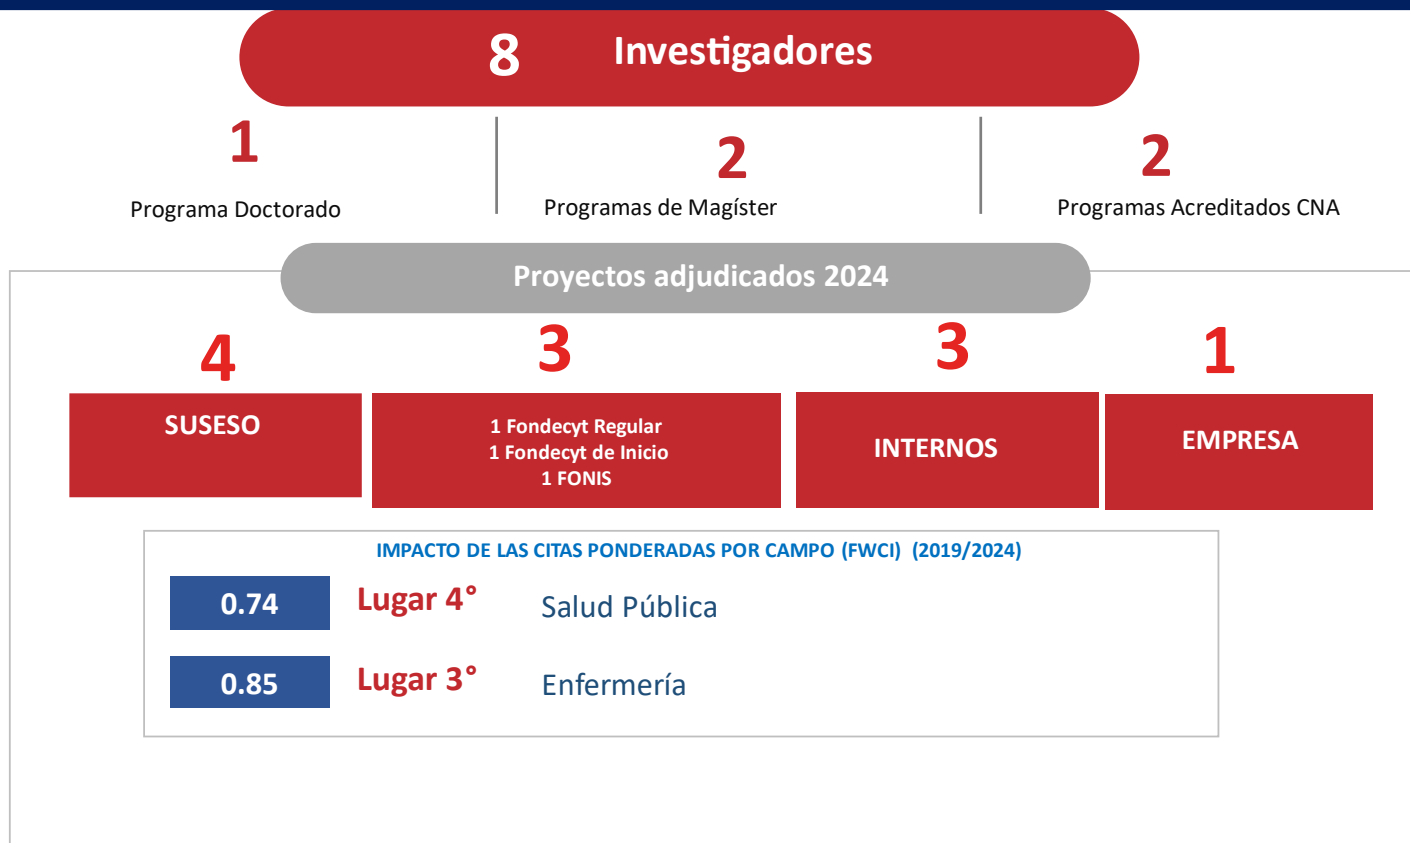 8 Investigadores
1
2
2
Programa Doctorado
Programas de Magíster
Programas Acreditados CNA
Proyectos adjudicados 2024
4
3
3
1
SUSESO
1 Fondecyt Regular
1 Fondecyt de Inicio
1 FONIS
INTERNOS
EMPRESA
IMPACTO DE LAS CITAS PONDERADAS POR CAMPO (FWCI) (2019/2024)
0.74 Lugar 4° Salud Pública
0.85 Lugar 3° Enfermería